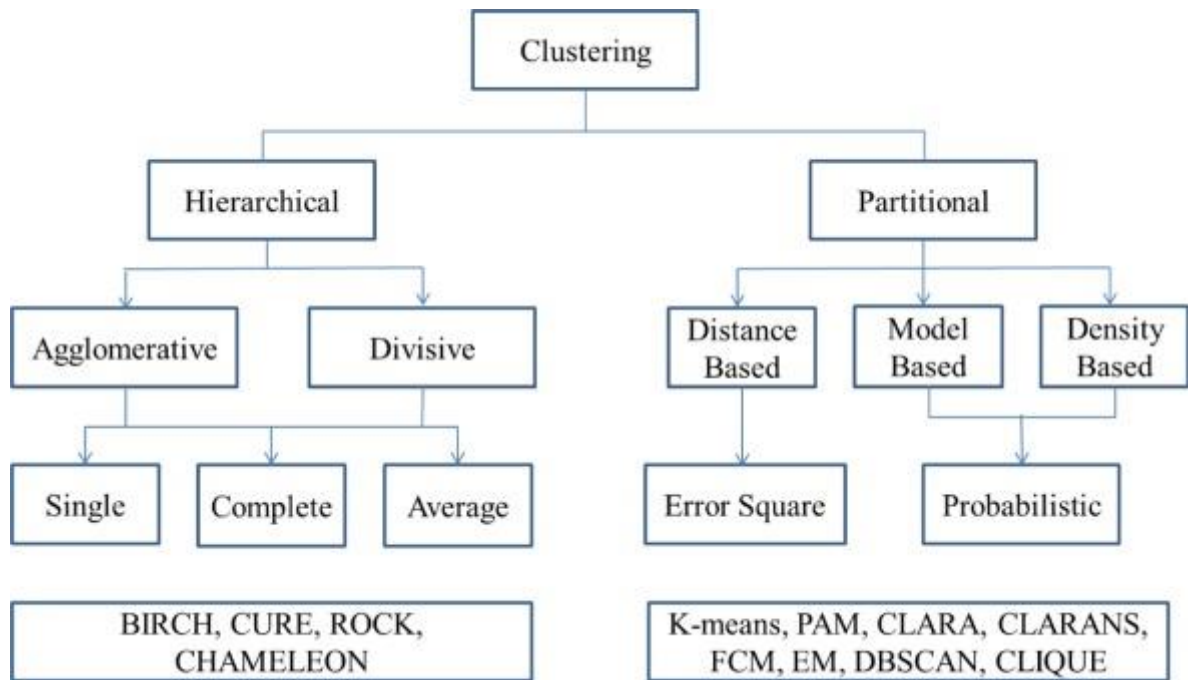 Clustering
Hierarchical
Partitional
Agglomerative
Divisive
Distance
Based
Model
Based
Density
Based
Single
Complete
Average
Error Square
Probabilistic
BIRCH, CURE, ROCK,
CHAMELEON
K-means, PAM, CLARA, CLARANS,
FCM, EM, DBSCAN, CLIQUE